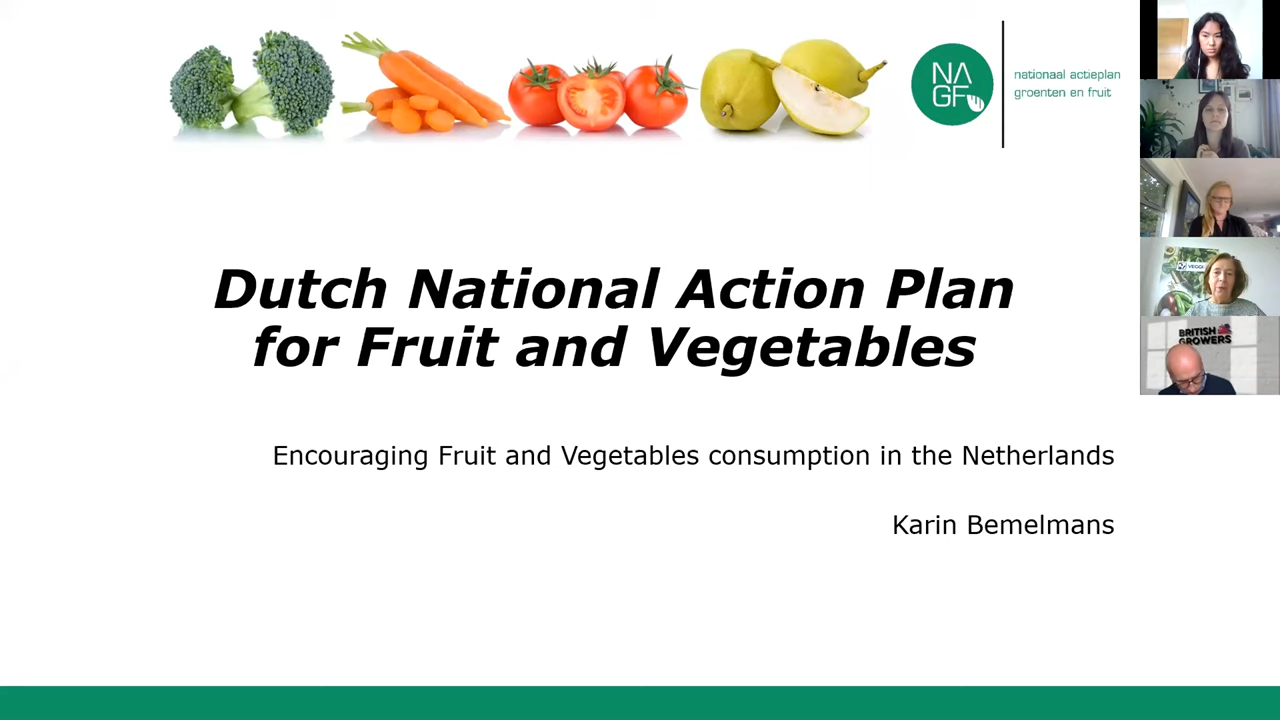 NA
GF
nationaal actieplan
groenten en fruit
Dutch National Action Plan
for Fruit and Vegetables
Encouraging Fruit and Vegetables consumption in the Netherlands
Karin Bemelmans
BRITISH
GROWERS